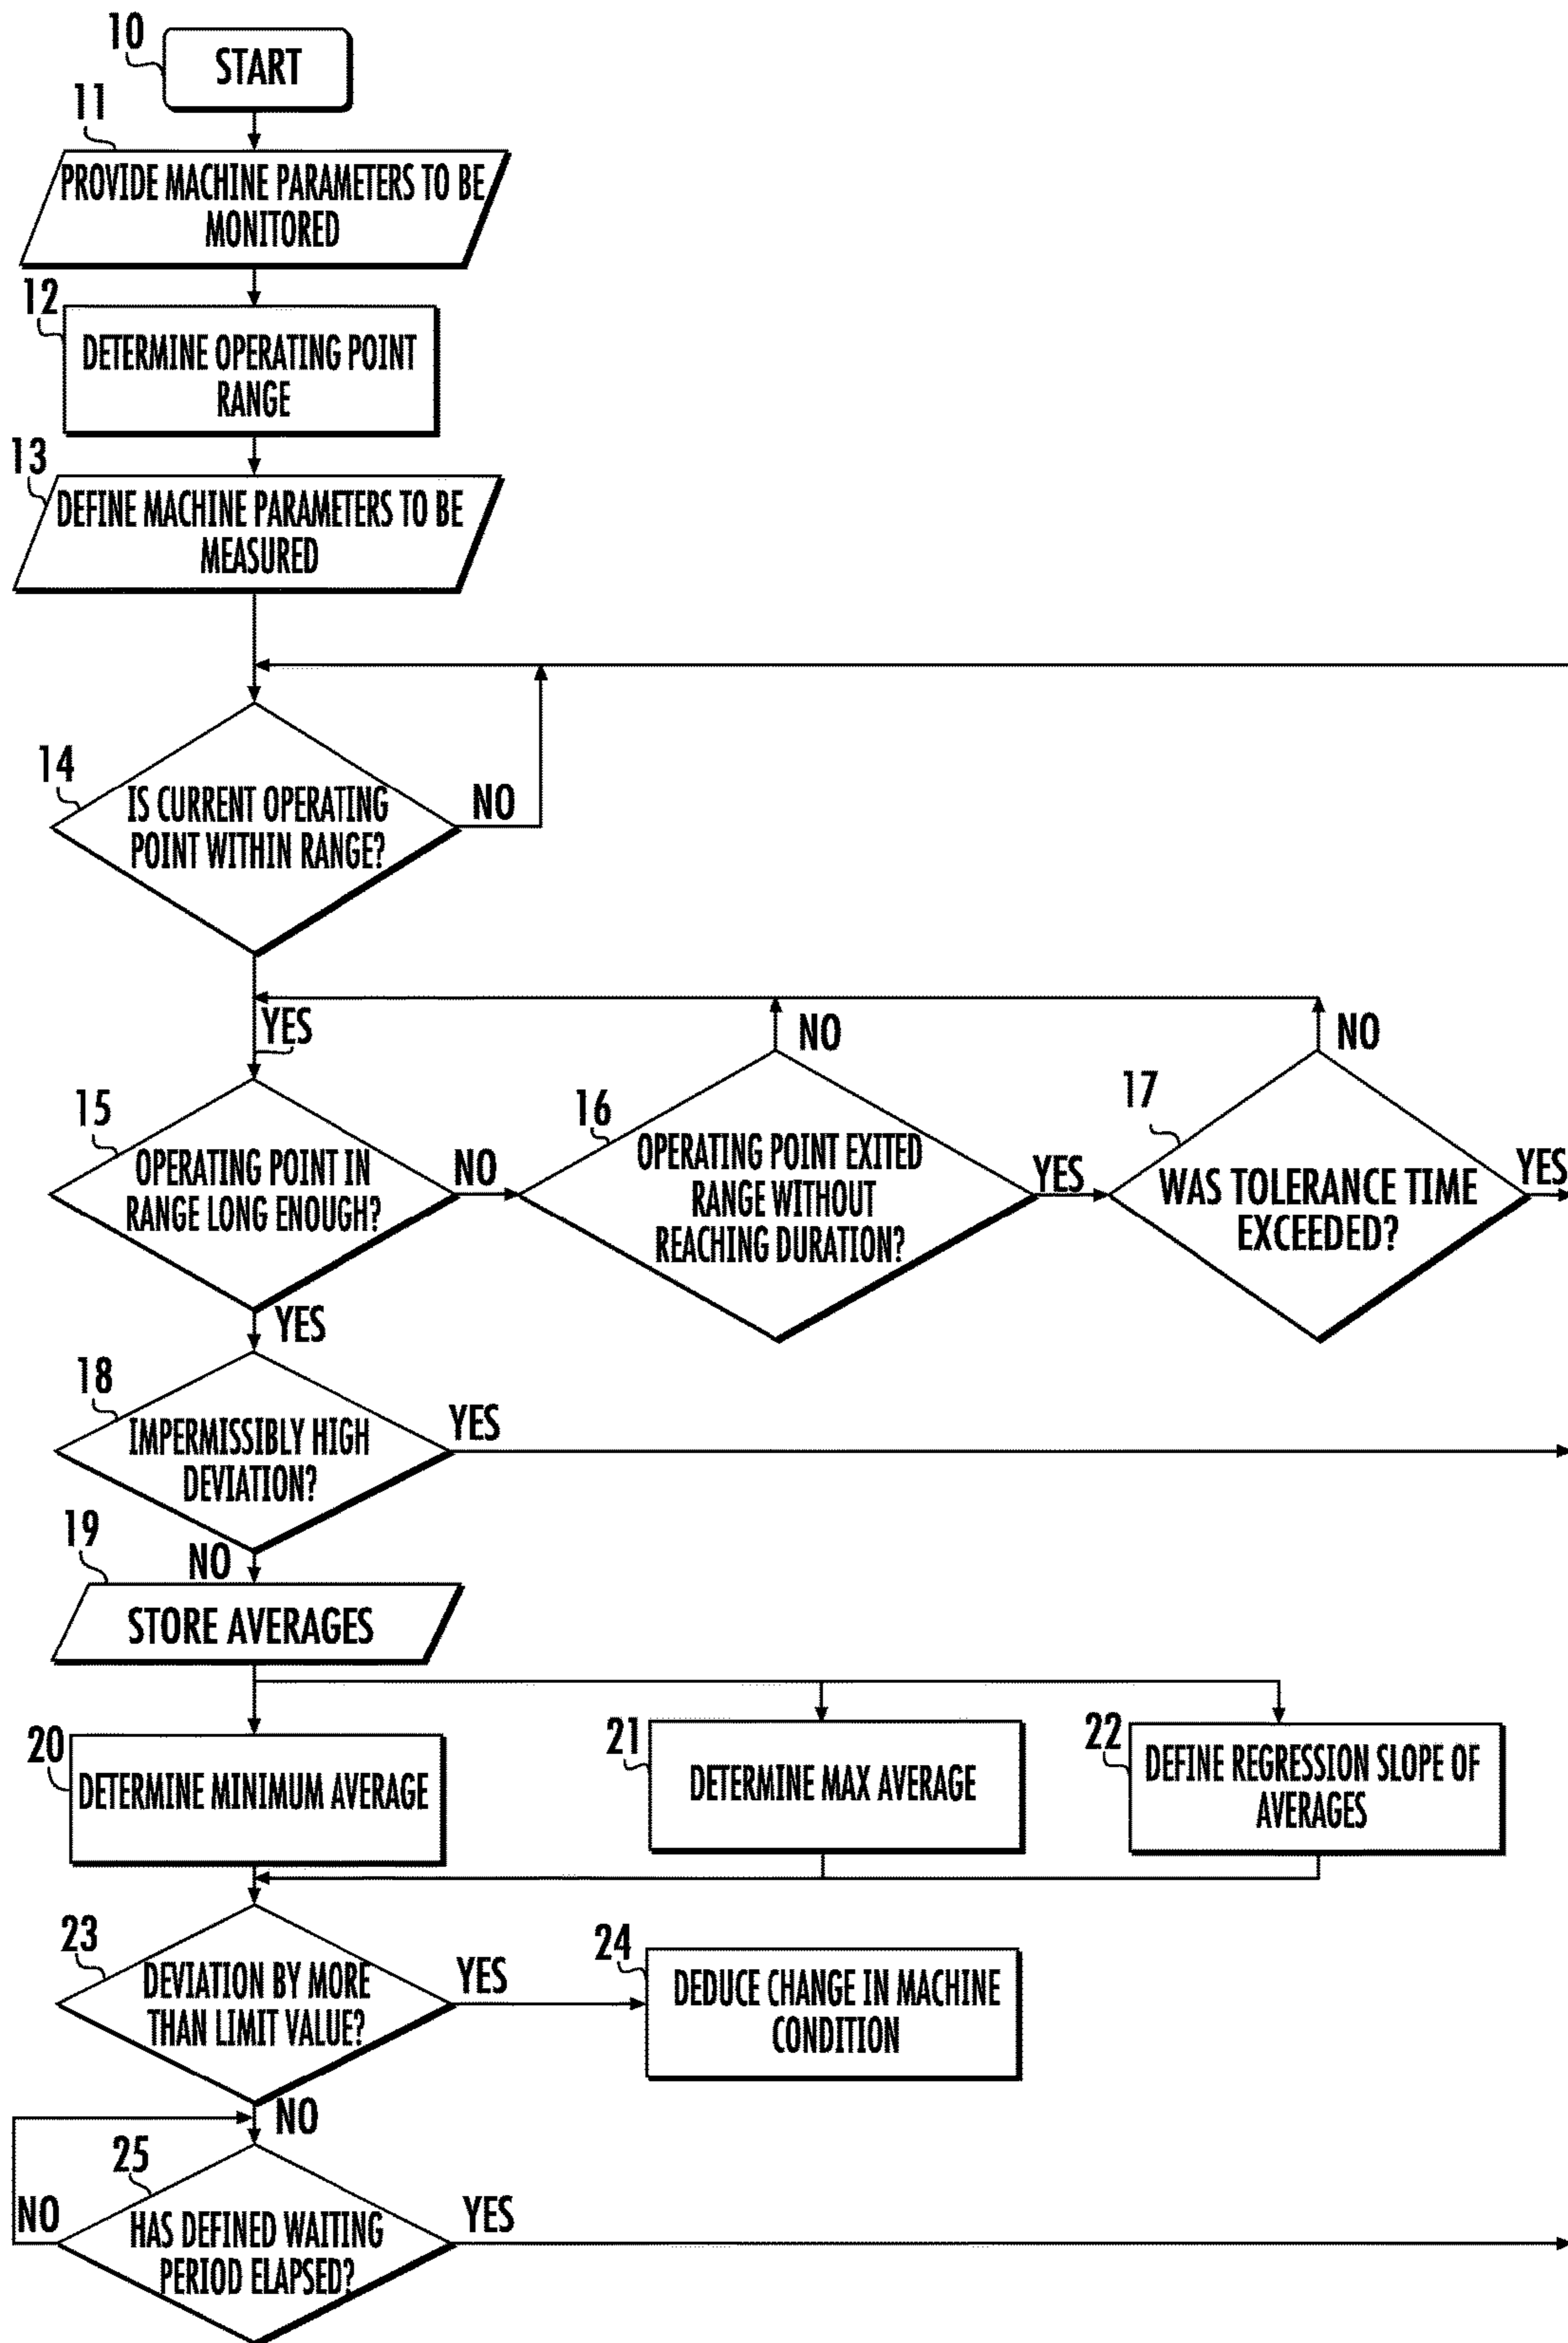 10
START
11
PROVIDE MACHINE PARAMETERS TO BE
MONITORED
12
DETERMINE OPERATING POINT
RANGE
13
DEFINE MACHINE PARAMETERS TO BE
MEASURED
14
IS CURRENT OPERATING
POINT WITHIN RANGE?
NO
YES
NO
NO
15
OPERATING POINT IN
RANGE LONG ENOUGH?
NO
16
OPERATING POINT EXITED
RANGE WITHOUT
REACHING DURATION?
YES
17
WAS TOLERANCE TIME
EXCEEDED?
YES
YES
18
IMPERMISSIBLY HIGH
DEVIATION?
YES
NO
19
STORE AVERAGES
20
DETERMINE MINIMUM AVERAGE
21
DETERMINE MAX AVERAGE
22
DEFINE REGRESSION SLOPE OF
AVERAGES
23
DEVIATION BY MORE
THAN LIMIT VALUE?
YES
24
DEDUCE CHANGE IN MACHINE
CONDITION
NO
25
NO
HAS DEFINED WAITING
PERIOD ELAPSED?
YES